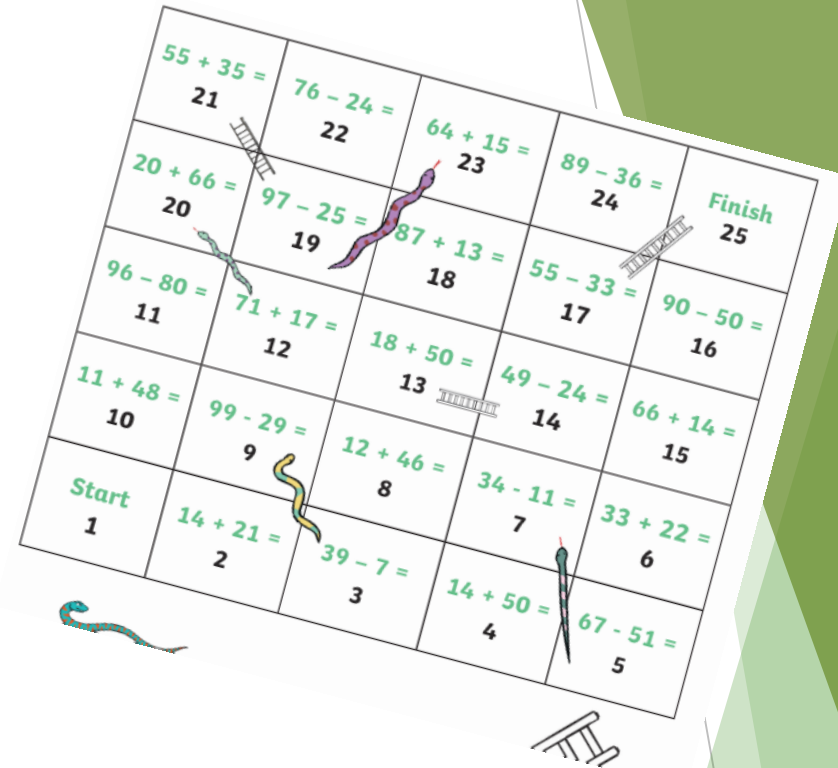 55 + 35 =
21
76 – 24 =
22
64 + 15 =
23
89 – 36 =
24
Finish
25
20 + 66 =
20
97 – 25 =
19
87 + 13 =
18
55 – 33 =
17
90 – 50 =
16
96 – 80 =
11
71 + 17 =
12
18 + 50 =
13
49 – 24 =
14
66 + 14 =
15
11 + 48 =
10
99 - 29 =
9
12 + 46 =
8
34 - 11 =
7
33 + 22 =
6
Start
1
14 + 21 =
2
39 – 7 =
3
14 + 50 =
4
67 - 51 =
5